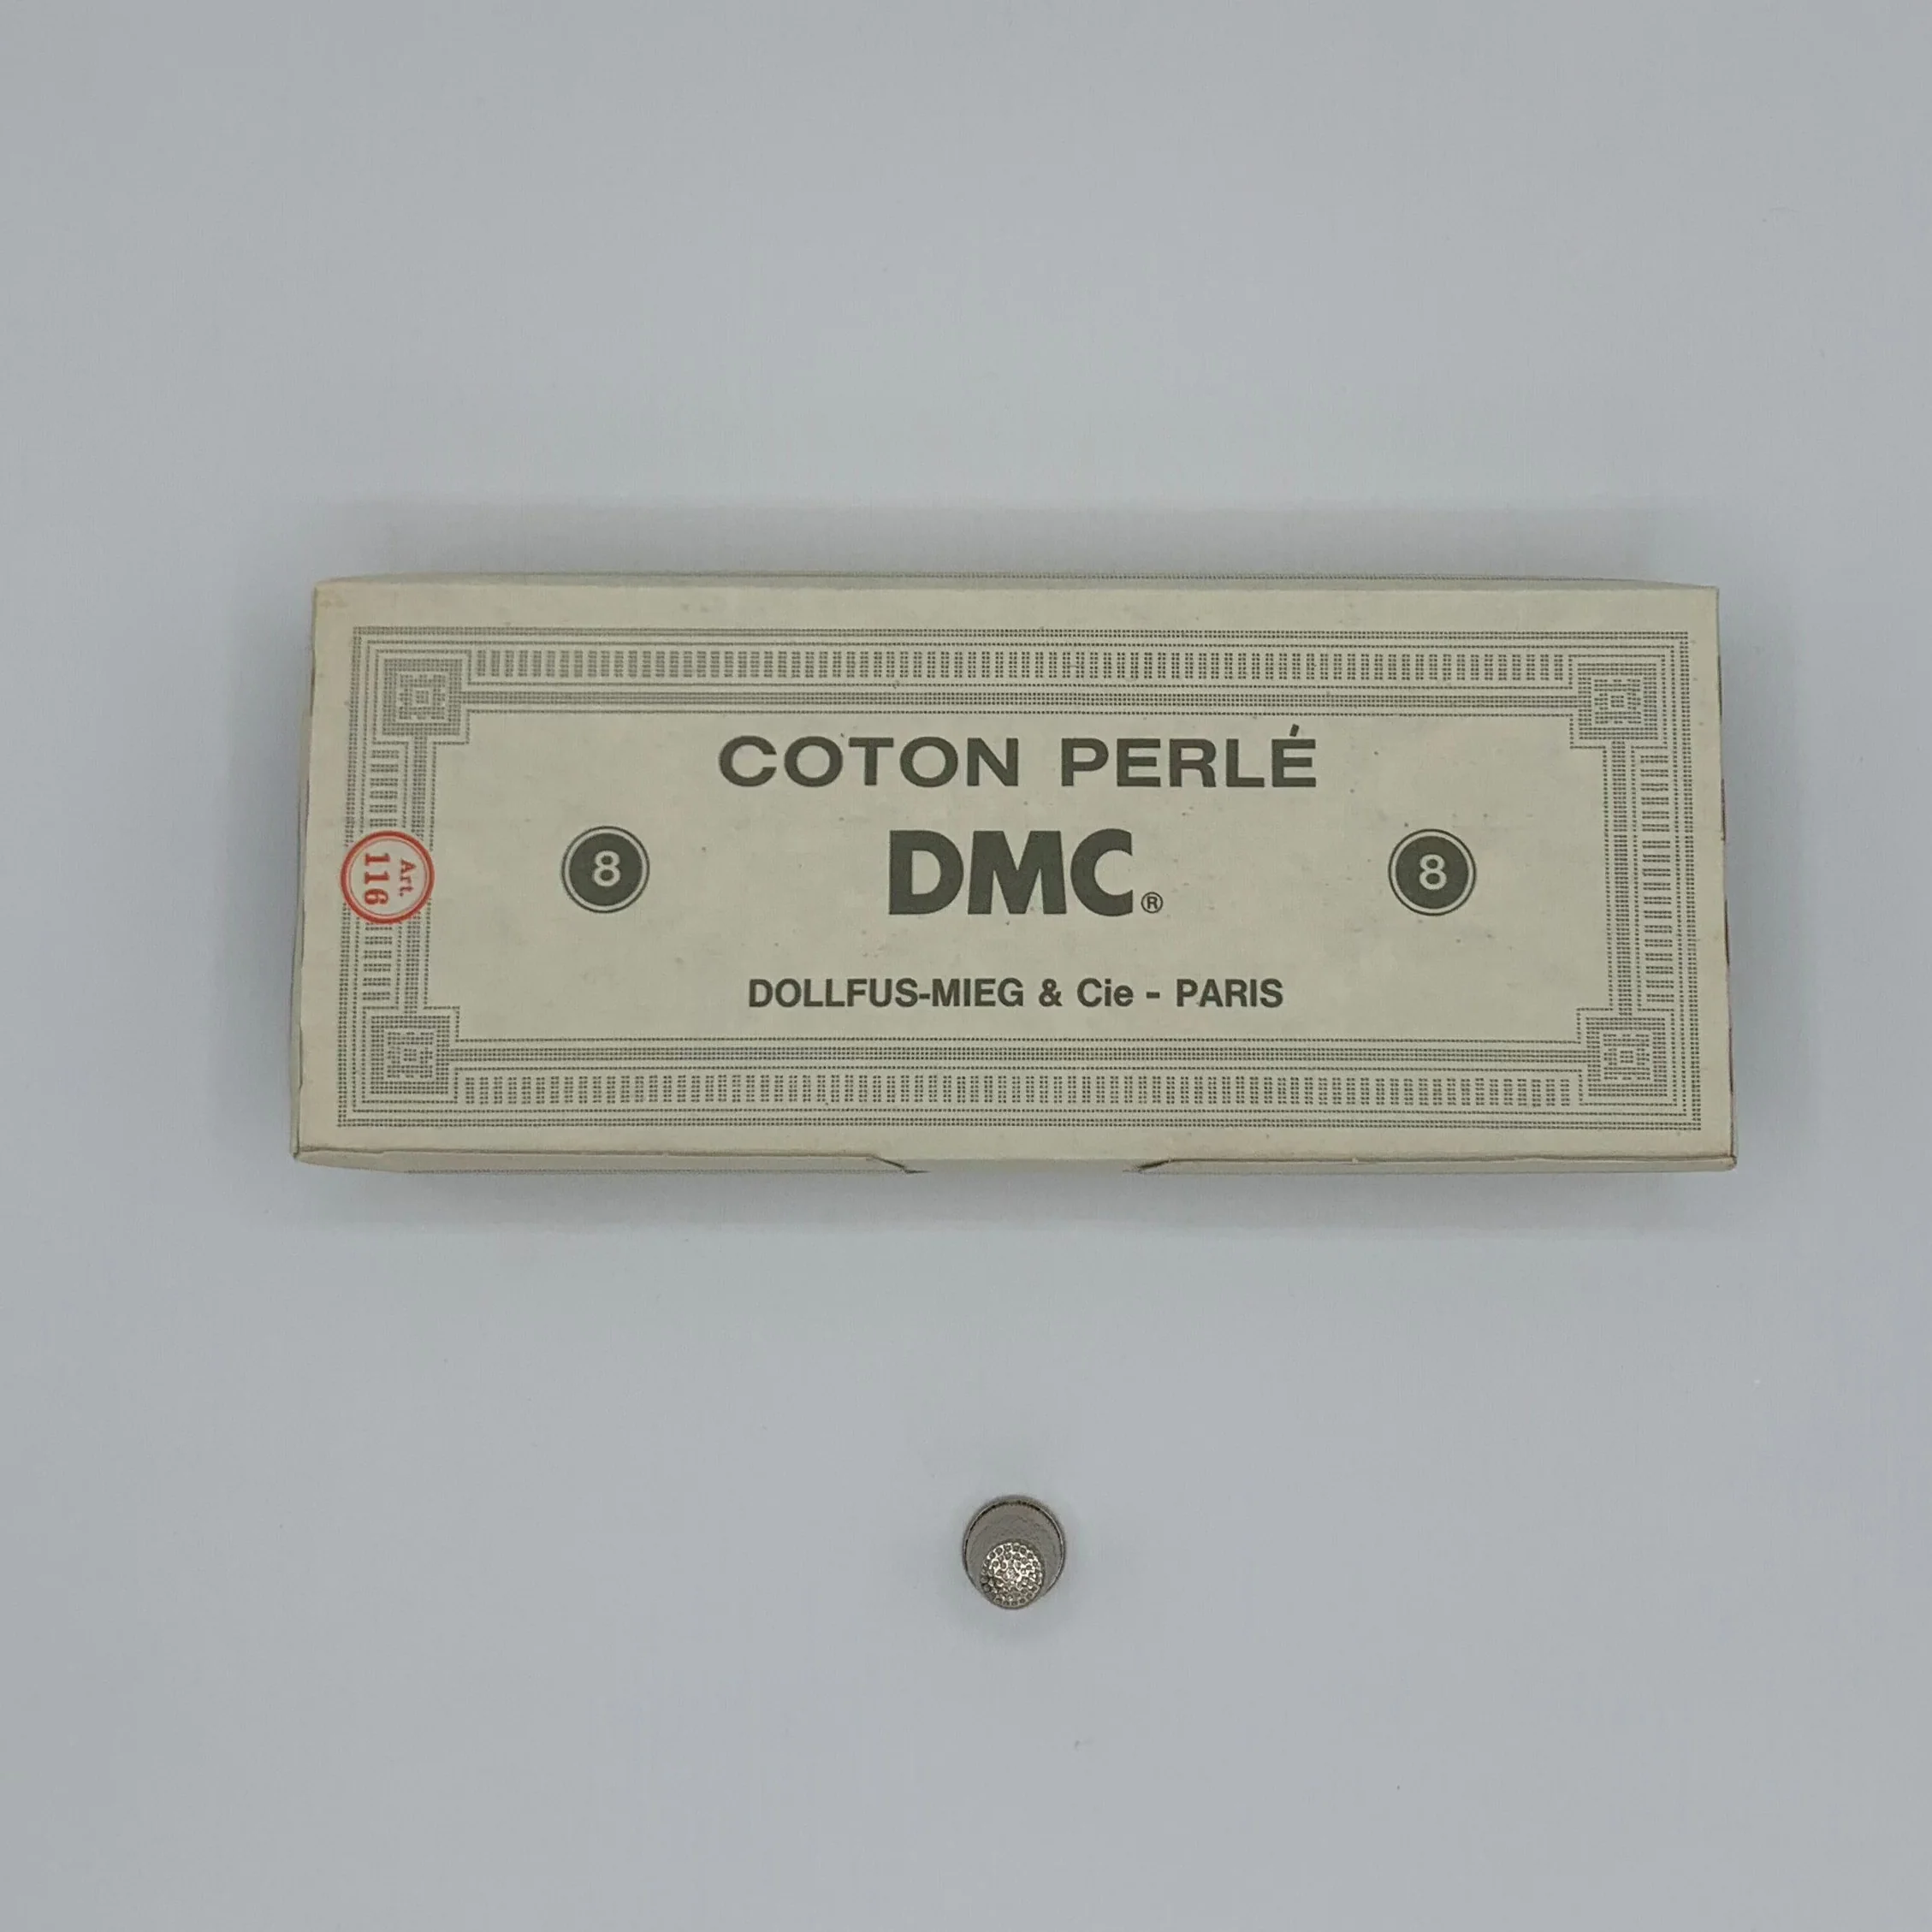 COTON PERLÉ
8 DMC® 8
Art. 116
DOLLFUS-MIEG & Cie - PARIS